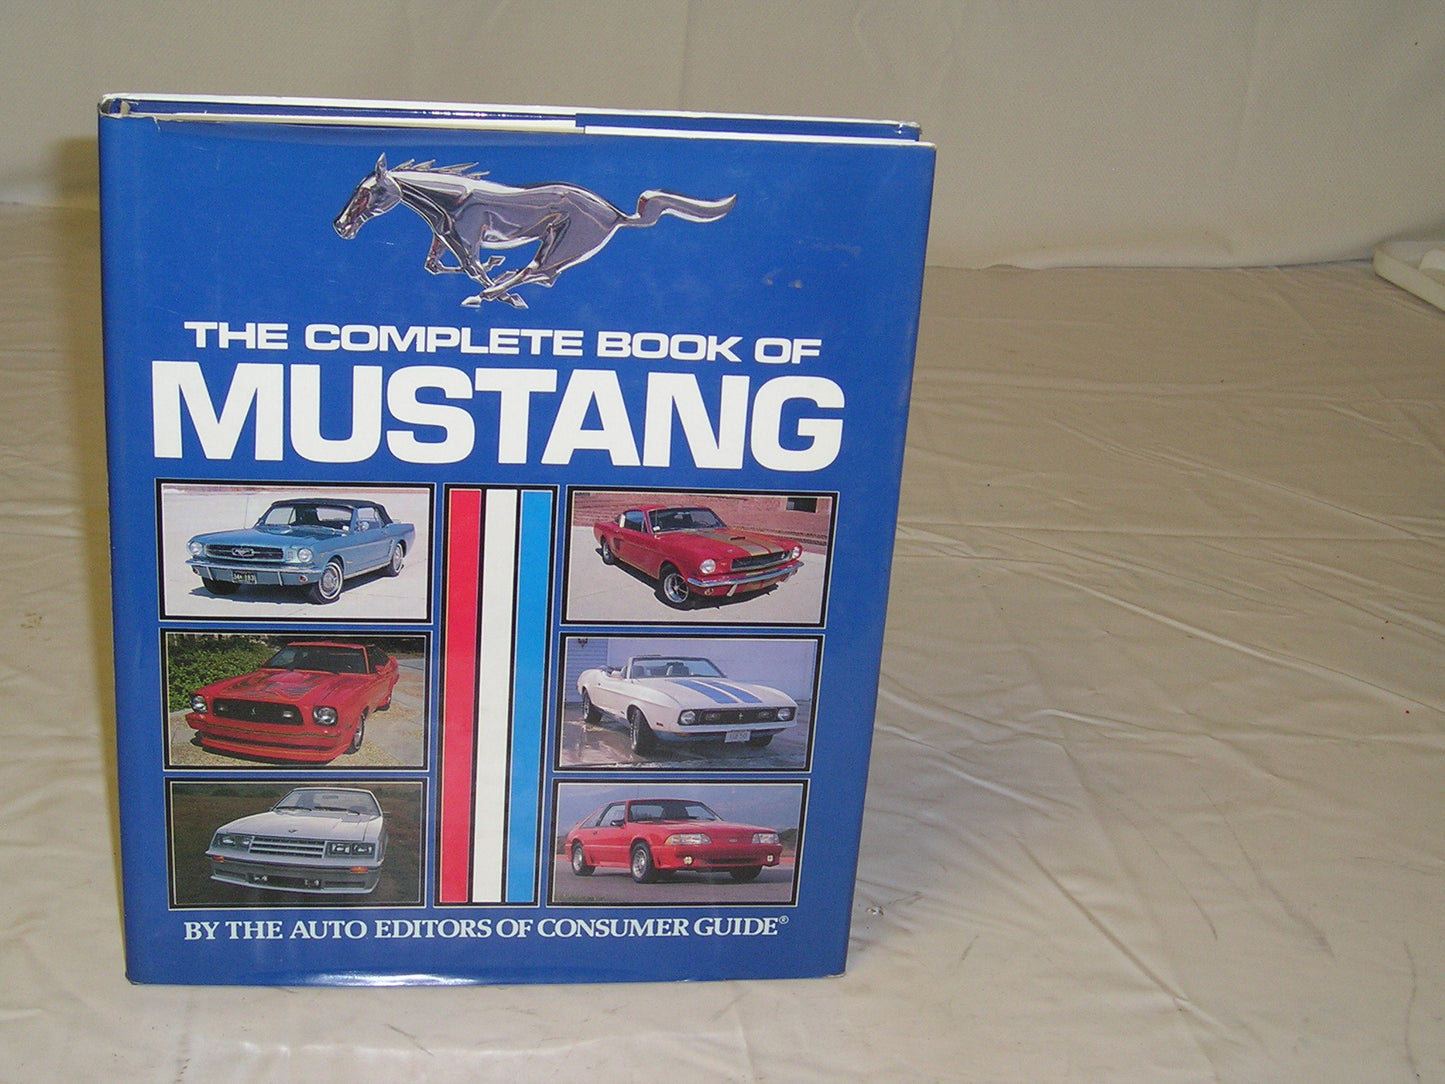 THE COMPLETE BOOK OF
MUSTANG
BY THE AUTO EDITORS OF CONSUMER GUIDE®